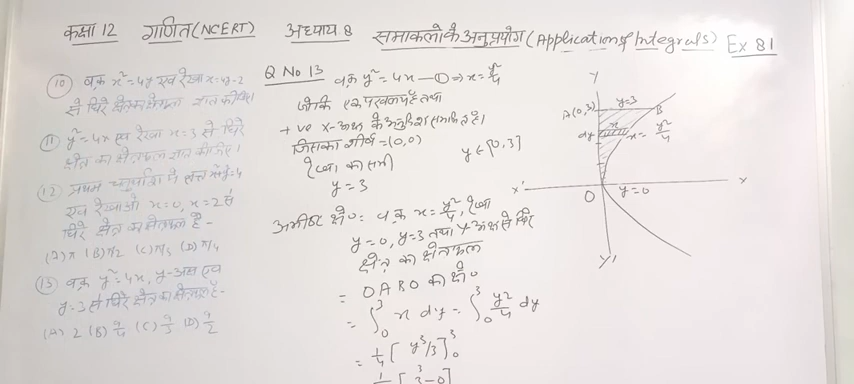 कक्षा 12 गणित (NCERT) अध्याय 8 समाकलों के अनुप्रयोग (Application of Integrals) Ex 8.1
(10) वक्र x² = 4y एवं रेखा x = 4y - 2
से घिरे क्षेत्र का क्षेत्रफल ज्ञात कीजिए।
(11) y² = 4x एवं रेखा x = 3 से घिरे
क्षेत्र का क्षेत्रफल ज्ञात कीजिए।
(12) प्रथम चतुर्थांश में वृत्त x²+y²=4
एवं रेखाओं x = 0, x = 2 से
घिरे क्षेत्र का क्षेत्रफल है -
(A) π (B) π/2 (C) π/3 (D) π/4
(13) वक्र y² = 4x, y-अक्ष एवं
y = 3 से घिरे क्षेत्र का क्षेत्रफल है -
(A) 2 (B) 9/4 (C) 9/3 (D) 9/2
Q No 13 वक्र y² = 4x — ① ⇒ x = y²/4
जोकि एक परवलय है तथा
+ve x-अक्ष के अनुदिश सममित है।
जिसका शीर्ष = (0,0)
y ∈ [0,3]
रेखा का समी
y = 3
अभीष्ट क्षे० = वक्र x = y²/4, रेखा
y = 0, y = 3 तथा y-अक्ष से घिरे
क्षेत्र का क्षेत्रफल
= OABO का क्षे०
= ∫₀³ x dy = ∫₀³ y²/4 dy
= 1/4 [y³/3]₀³
Y
A(0,3) y=3 B
dy x x = y²/4
X' O y=0 X
Y'